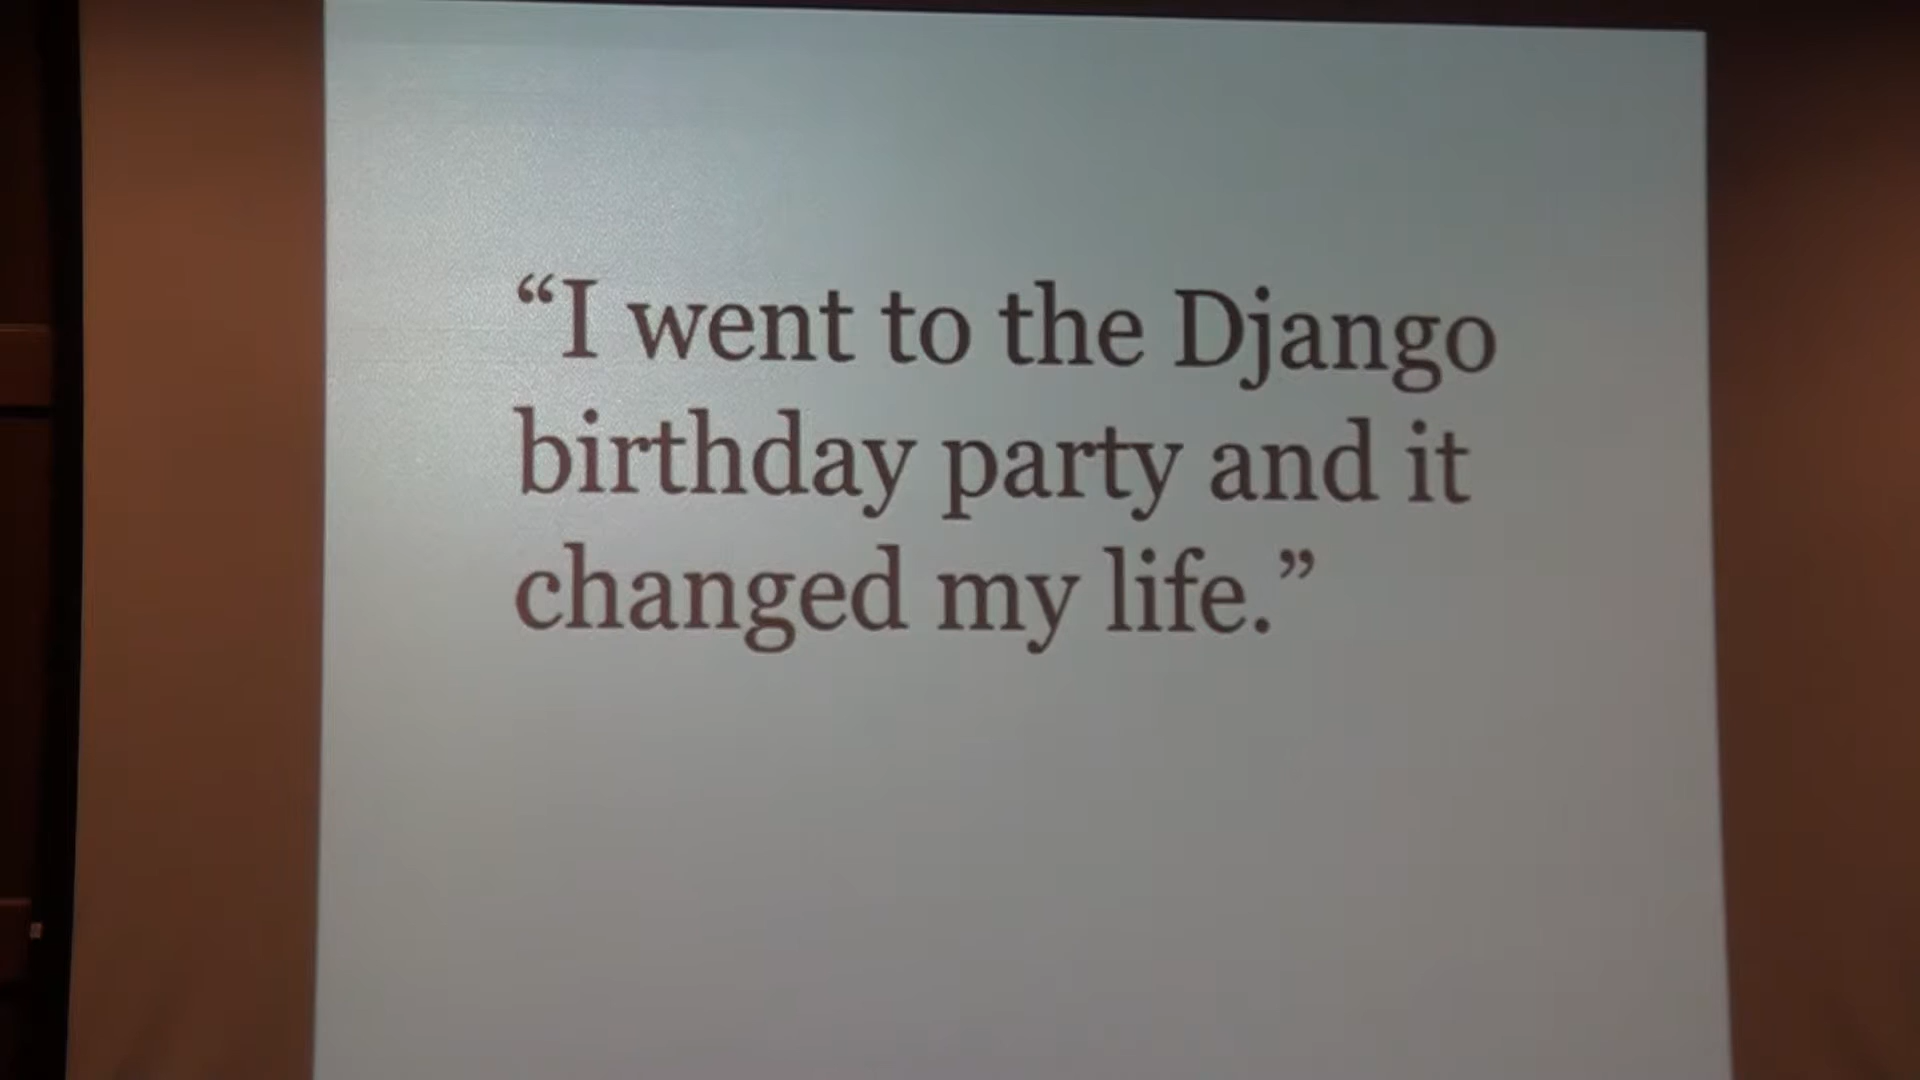 “I went to the Django
birthday party and it
changed my life.”